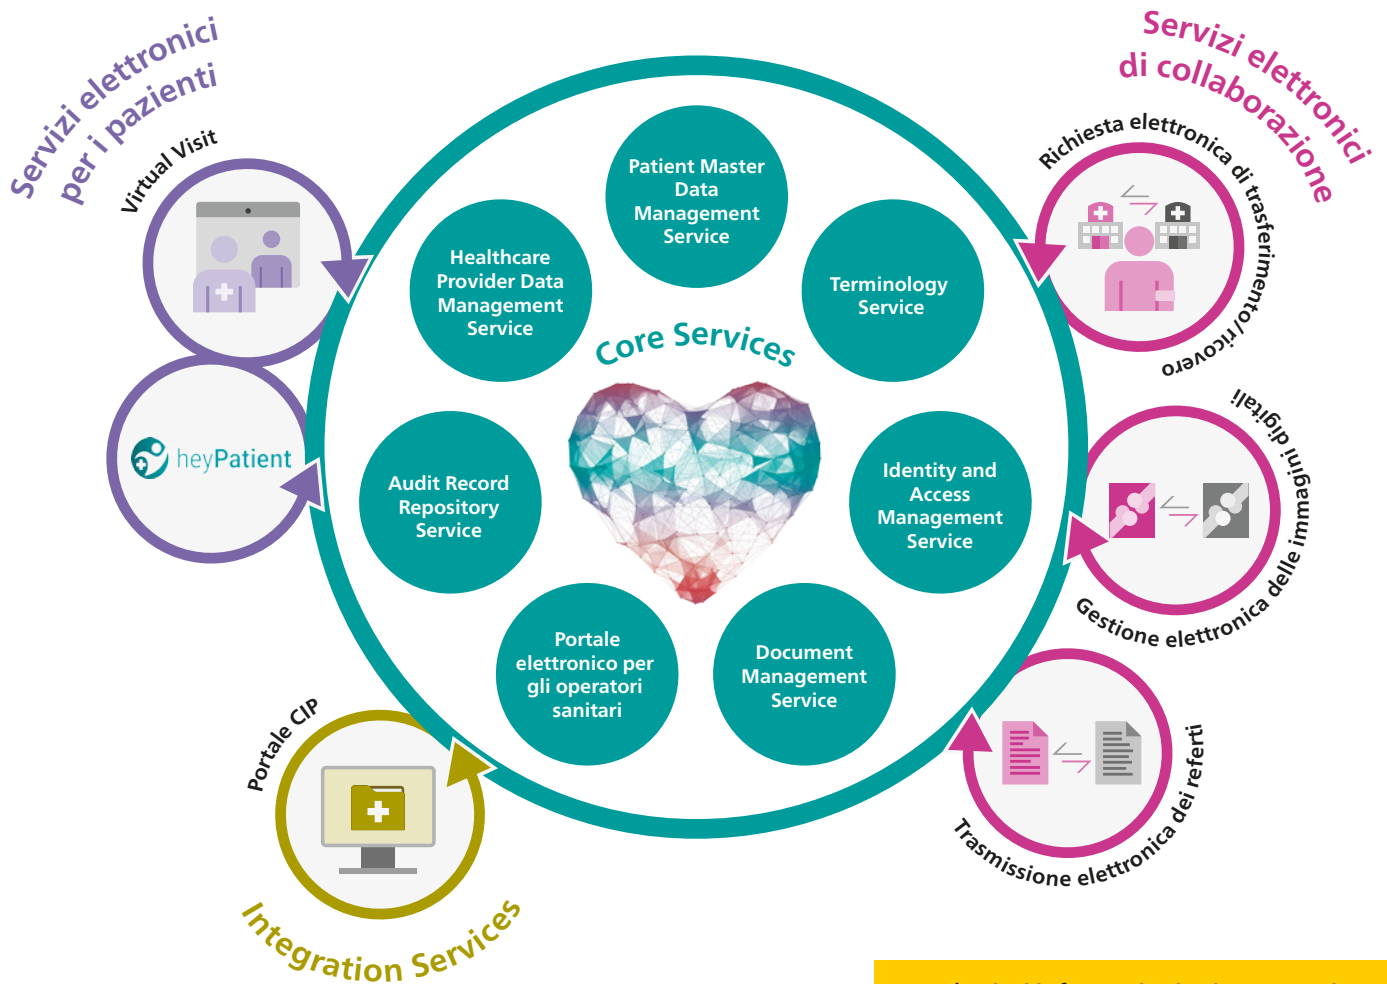 Servizi elettronici
per i pazienti
Virtual Visit
heyPatient
Servizi elettronici
di collaborazione
Richiesta elettronica di trasferimento/ricovero
Gestione elettronica delle immagini digitali
Trasmissione elettronica dei referti
Core Services
Patient Master
Data
Management
Service
Healthcare
Provider Data
Management
Service
Terminology
Service
Audit Record
Repository
Service
Identity and
Access
Management
Service
Portale
elettronico per
gli operatori
sanitari
Document
Management
Service
Portale CIP
Integration Services